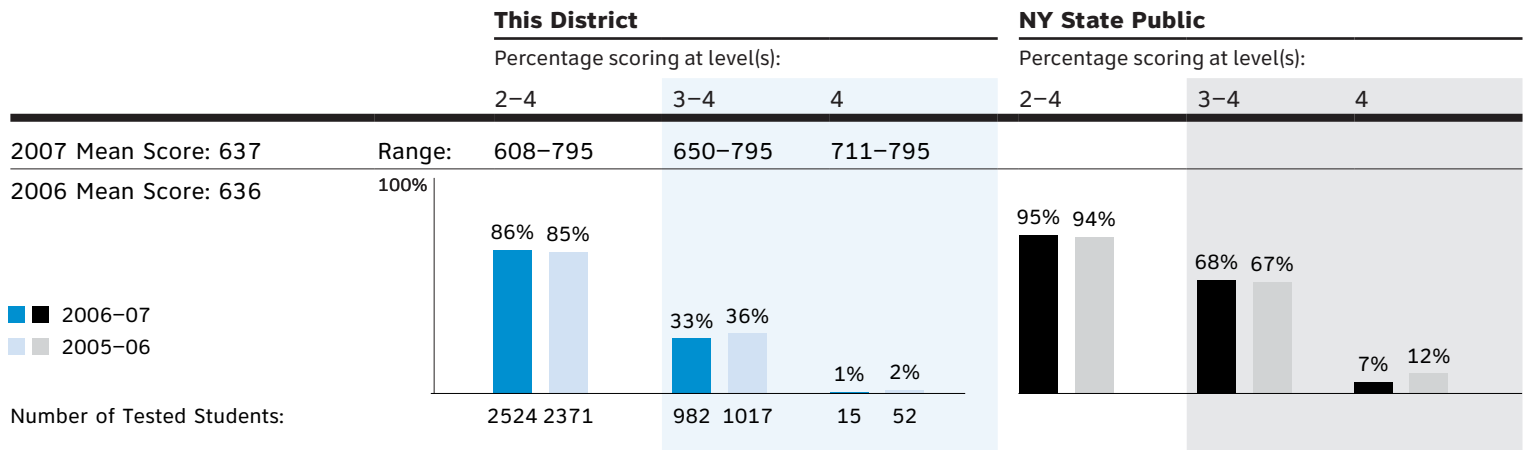 This District NY State Public
Percentage scoring at level(s): Percentage scoring at level(s):
2–4 3–4 4 2–4 3–4 4
2007 Mean Score: 637 Range: 608–795 650–795 711–795
2006 Mean Score: 636 100%
86% 85% 33% 36% 1% 2% 95% 94% 68% 67% 7% 12%
2006–07
2005–06
Number of Tested Students: 2524 2371 982 1017 15 52